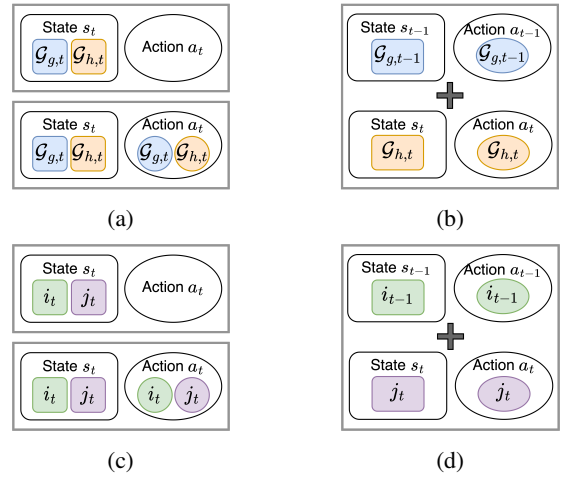 State s_t
𝒢_{g,t} 𝒢_{h,t}
Action a_t
State s_t
𝒢_{g,t} 𝒢_{h,t}
Action a_t
𝒢_{g,t} 𝒢_{h,t}
(a)
State s_{t−1}
𝒢_{g,t−1}
Action a_{t−1}
𝒢_{g,t−1}
+
State s_t
𝒢_{h,t}
Action a_t
𝒢_{h,t}
(b)
State s_t
i_t j_t
Action a_t
State s_t
i_t j_t
Action a_t
i_t j_t
(c)
State s_{t−1}
i_{t−1}
Action a_{t−1}
i_{t−1}
+
State s_t
j_t
Action a_t
j_t
(d)